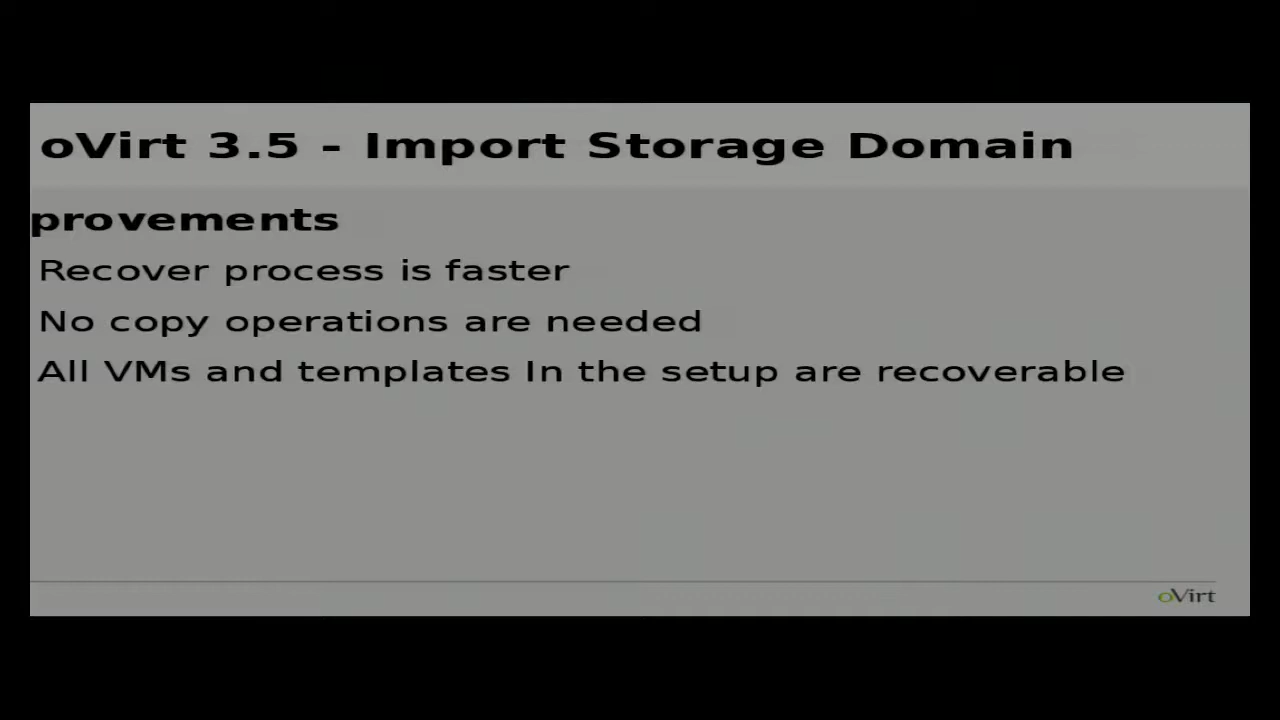 oVirt 3.5 - Import Storage Domain
provements
Recover process is faster
No copy operations are needed
All VMs and templates In the setup are recoverable
oVirt